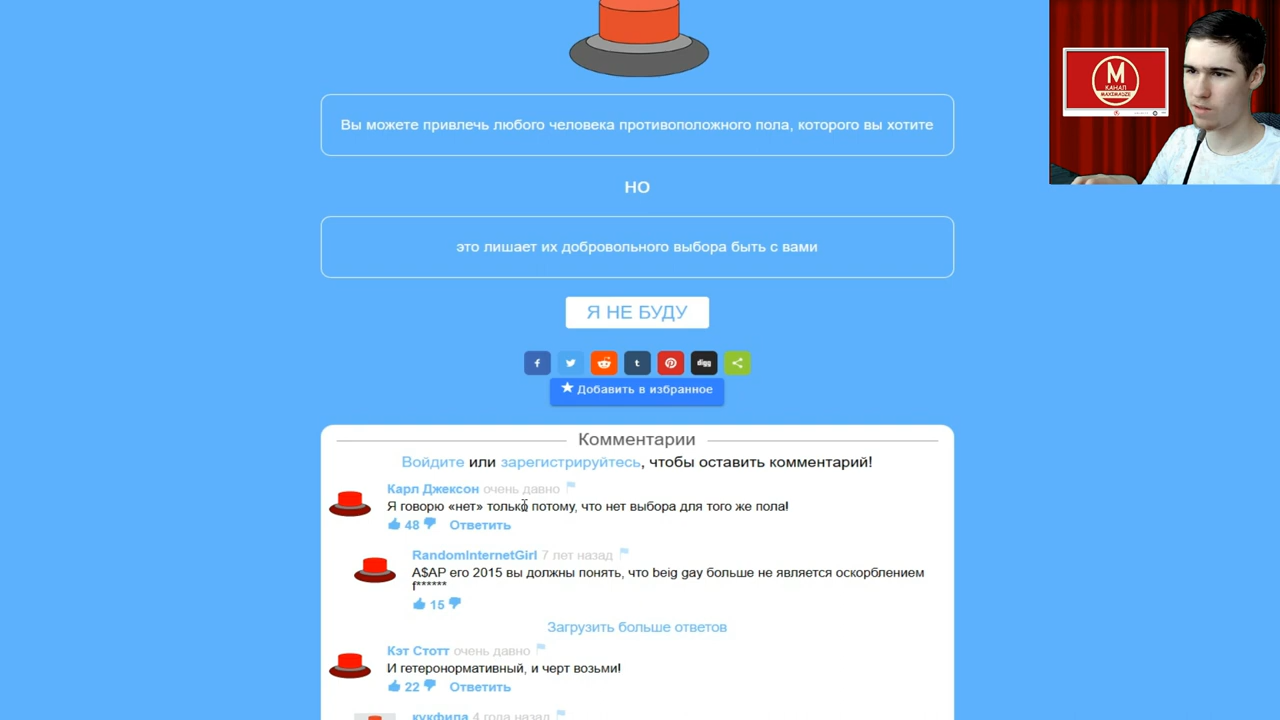 M
КАНАЛ
MAXIMADZE
Вы можете привлечь любого человека противоположного пола, которого вы хотите
НО
это лишает их добровольного выбора быть с вами
Я НЕ БУДУ
digg
Добавить в избранное
Комментарии
Войдите или зарегистрируйтесь, чтобы оставить комментарий!
Карл Джексон очень давно
Я говорю «нет» только потому, что нет выбора для того же пола!
48 Ответить
RandomInternetGirl 7 лет назад
A$AP его 2015 вы должны понять, что beig gay больше не является оскорблением
f******
15
Загрузить больше ответов
Кэт Стотт очень давно
И гетеронормативный, и черт возьми!
22 Ответить
кукфила 4 года назад